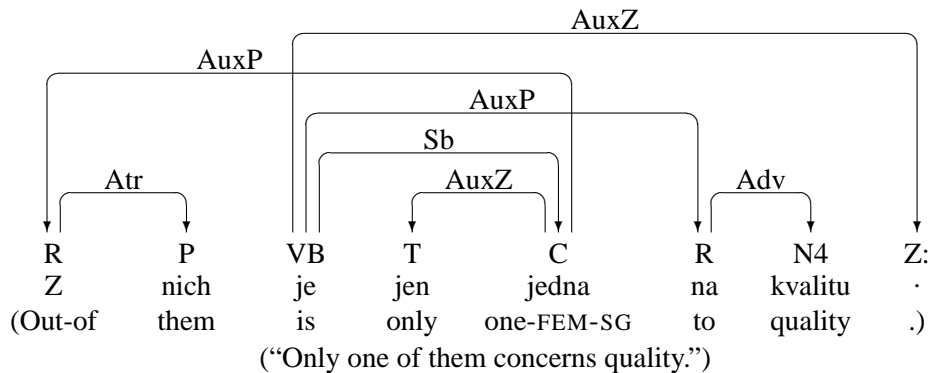 AuxZ
AuxP
AuxP
Sb
Atr AuxZ Adv
R P VB T C R N4 Z:
Z nich je jen jedna na kvalitu .
(Out-of them is only one-FEM-SG to quality .)
(“Only one of them concerns quality.”)